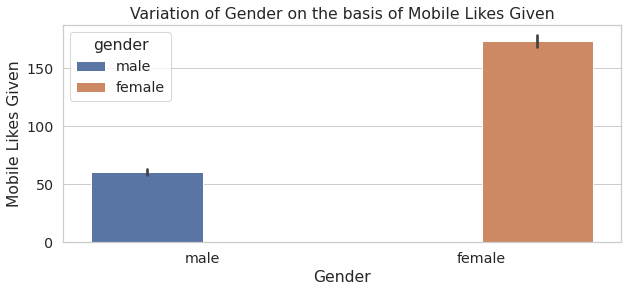 Variation of Gender on the basis of Mobile Likes Given
gender
male
female
Mobile Likes Given
150
100
50
0
male
female
Gender